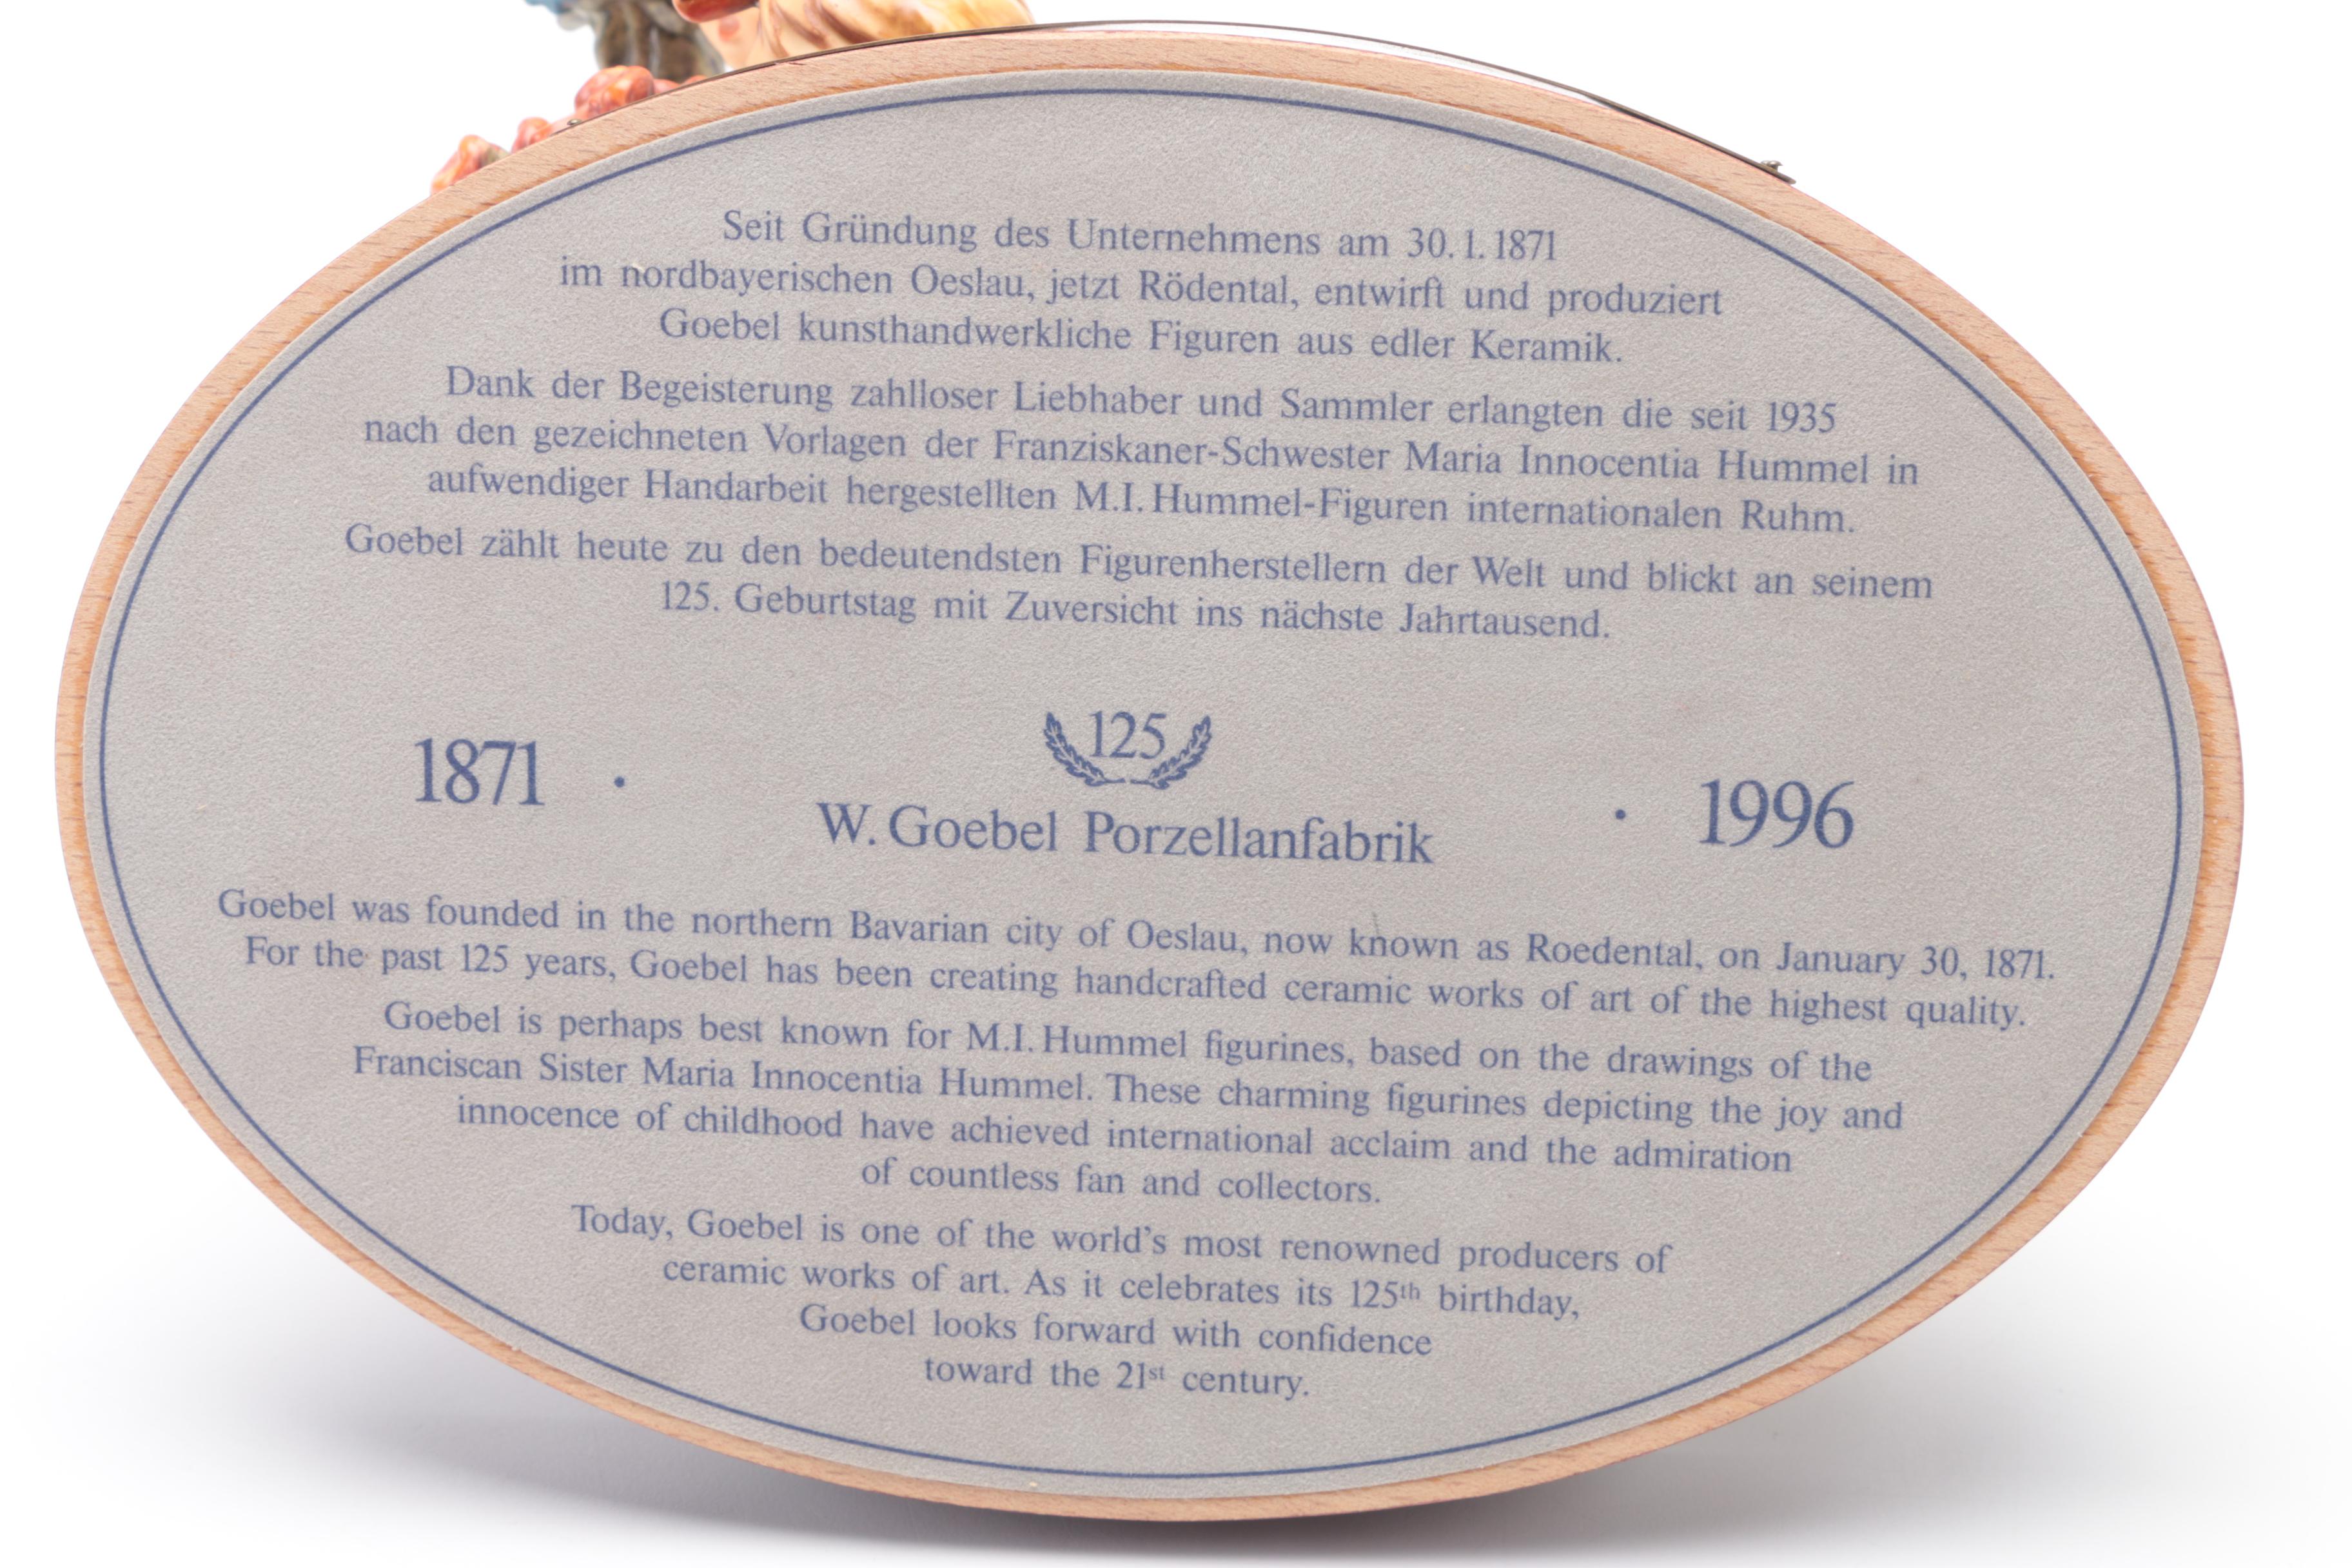 Seit Gründung des Unternehmens am 30.1.1871
im nordbayerischen Oeslau, jetzt Rödental, entwirft und produziert
Goebel kunsthandwerkliche Figuren aus edler Keramik.
Dank der Begeisterung zahlloser Liebhaber und Sammler erlangten die seit 1935
nach den gezeichneten Vorlagen der Franziskaner-Schwester Maria Innocentia Hummel in
aufwendiger Handarbeit hergestellten M.I. Hummel-Figuren internationalen Ruhm.
Goebel zählt heute zu den bedeutendsten Figurenherstellern der Welt und blickt an seinem
125. Geburtstag mit Zuversicht ins nächste Jahrtausend.
125
1871 · · 1996
W. Goebel Porzellanfabrik
Goebel was founded in the northern Bavarian city of Oeslau, now known as Roedental, on January 30, 1871.
For the past 125 years, Goebel has been creating handcrafted ceramic works of art of the highest quality.
Goebel is perhaps best known for M.I. Hummel figurines, based on the drawings of the
Franciscan Sister Maria Innocentia Hummel. These charming figurines depicting the joy and
innocence of childhood have achieved international acclaim and the admiration
of countless fan and collectors.
Today, Goebel is one of the world's most renowned producers of
ceramic works of art. As it celebrates its 125th birthday,
Goebel looks forward with confidence
toward the 21st century.